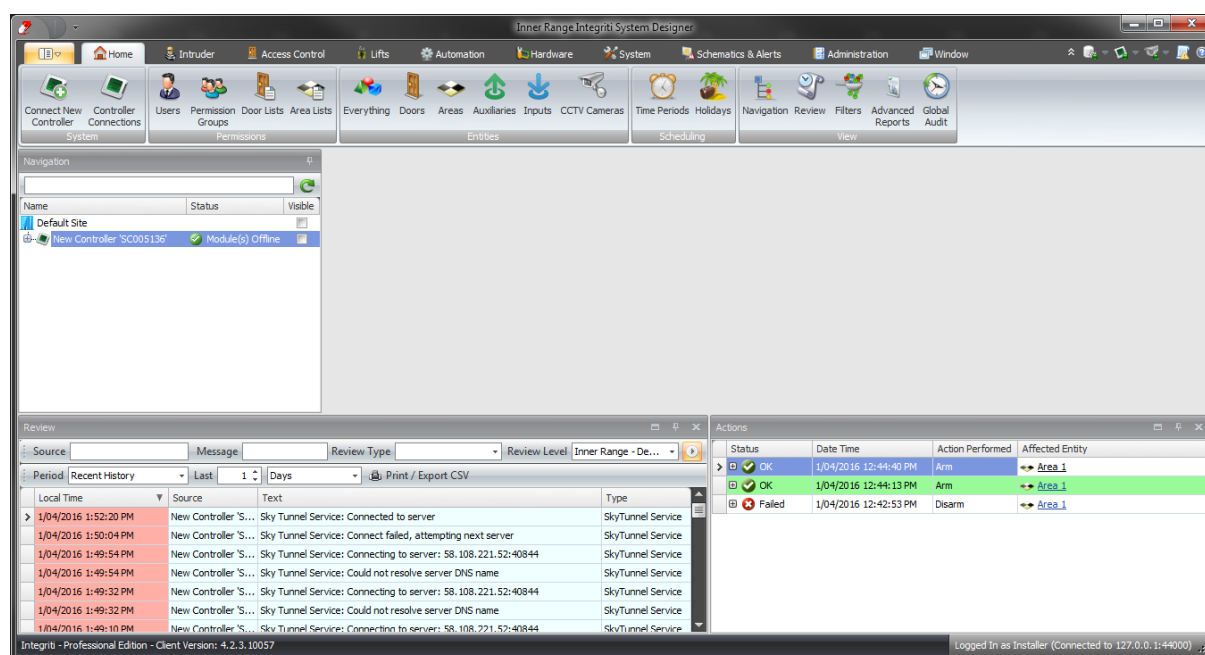 Inner Range Integriti System Designer
Home Intruder Access Control Lifts Automation Hardware System Schematics & Alerts Administration Window
Connect New Controller Controller Connections Users Permission Groups Door Lists Area Lists Everything Doors Areas Auxiliaries Inputs CCTV Cameras Time Periods Holidays Navigation Review Filters Advanced Reports Global Audit
System Permissions Entities Scheduling View
Navigation
Name Status Visible
Default Site
New Controller 'SC005136' Module(s) Offline
Review
Source Message Review Type Review Level Inner Range - De...
Period Recent History Last 1 Days Print / Export CSV
Local Time Source Text Type
1/04/2016 1:52:20 PM New Controller 'S... Sky Tunnel Service: Connected to server SkyTunnel Service
1/04/2016 1:50:04 PM New Controller 'S... Sky Tunnel Service: Connect failed, attempting next server SkyTunnel Service
1/04/2016 1:49:54 PM New Controller 'S... Sky Tunnel Service: Connecting to server: 58.108.221.52:40844 SkyTunnel Service
1/04/2016 1:49:54 PM New Controller 'S... Sky Tunnel Service: Could not resolve server DNS name SkyTunnel Service
1/04/2016 1:49:32 PM New Controller 'S... Sky Tunnel Service: Connecting to server: 58.108.221.52:40844 SkyTunnel Service
1/04/2016 1:49:32 PM New Controller 'S... Sky Tunnel Service: Could not resolve server DNS name SkyTunnel Service
1/04/2016 1:49:10 PM New Controller 'S... Sky Tunnel Service: Connecting to server: 58.108.221.52:40844 SkyTunnel Service
Actions
Status Date Time Action Performed Affected Entity
OK 1/04/2016 12:44:40 PM Arm Area 1
OK 1/04/2016 12:44:13 PM Arm Area 1
Failed 1/04/2016 12:42:53 PM Disarm Area 1
Integriti - Professional Edition - Client Version: 4.2.3.10057
Logged In as Installer (Connected to 127.0.0.1:44000)